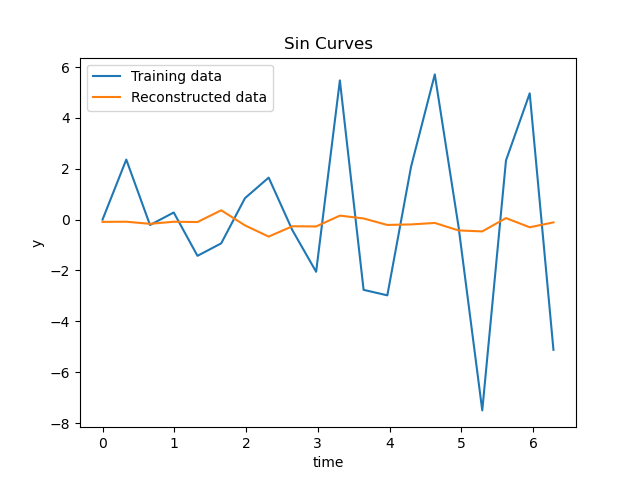 Sin Curves
Training data
Reconstructed data
y
6
4
2
0
−2
−4
−6
−8
0 1 2 3 4 5 6
time